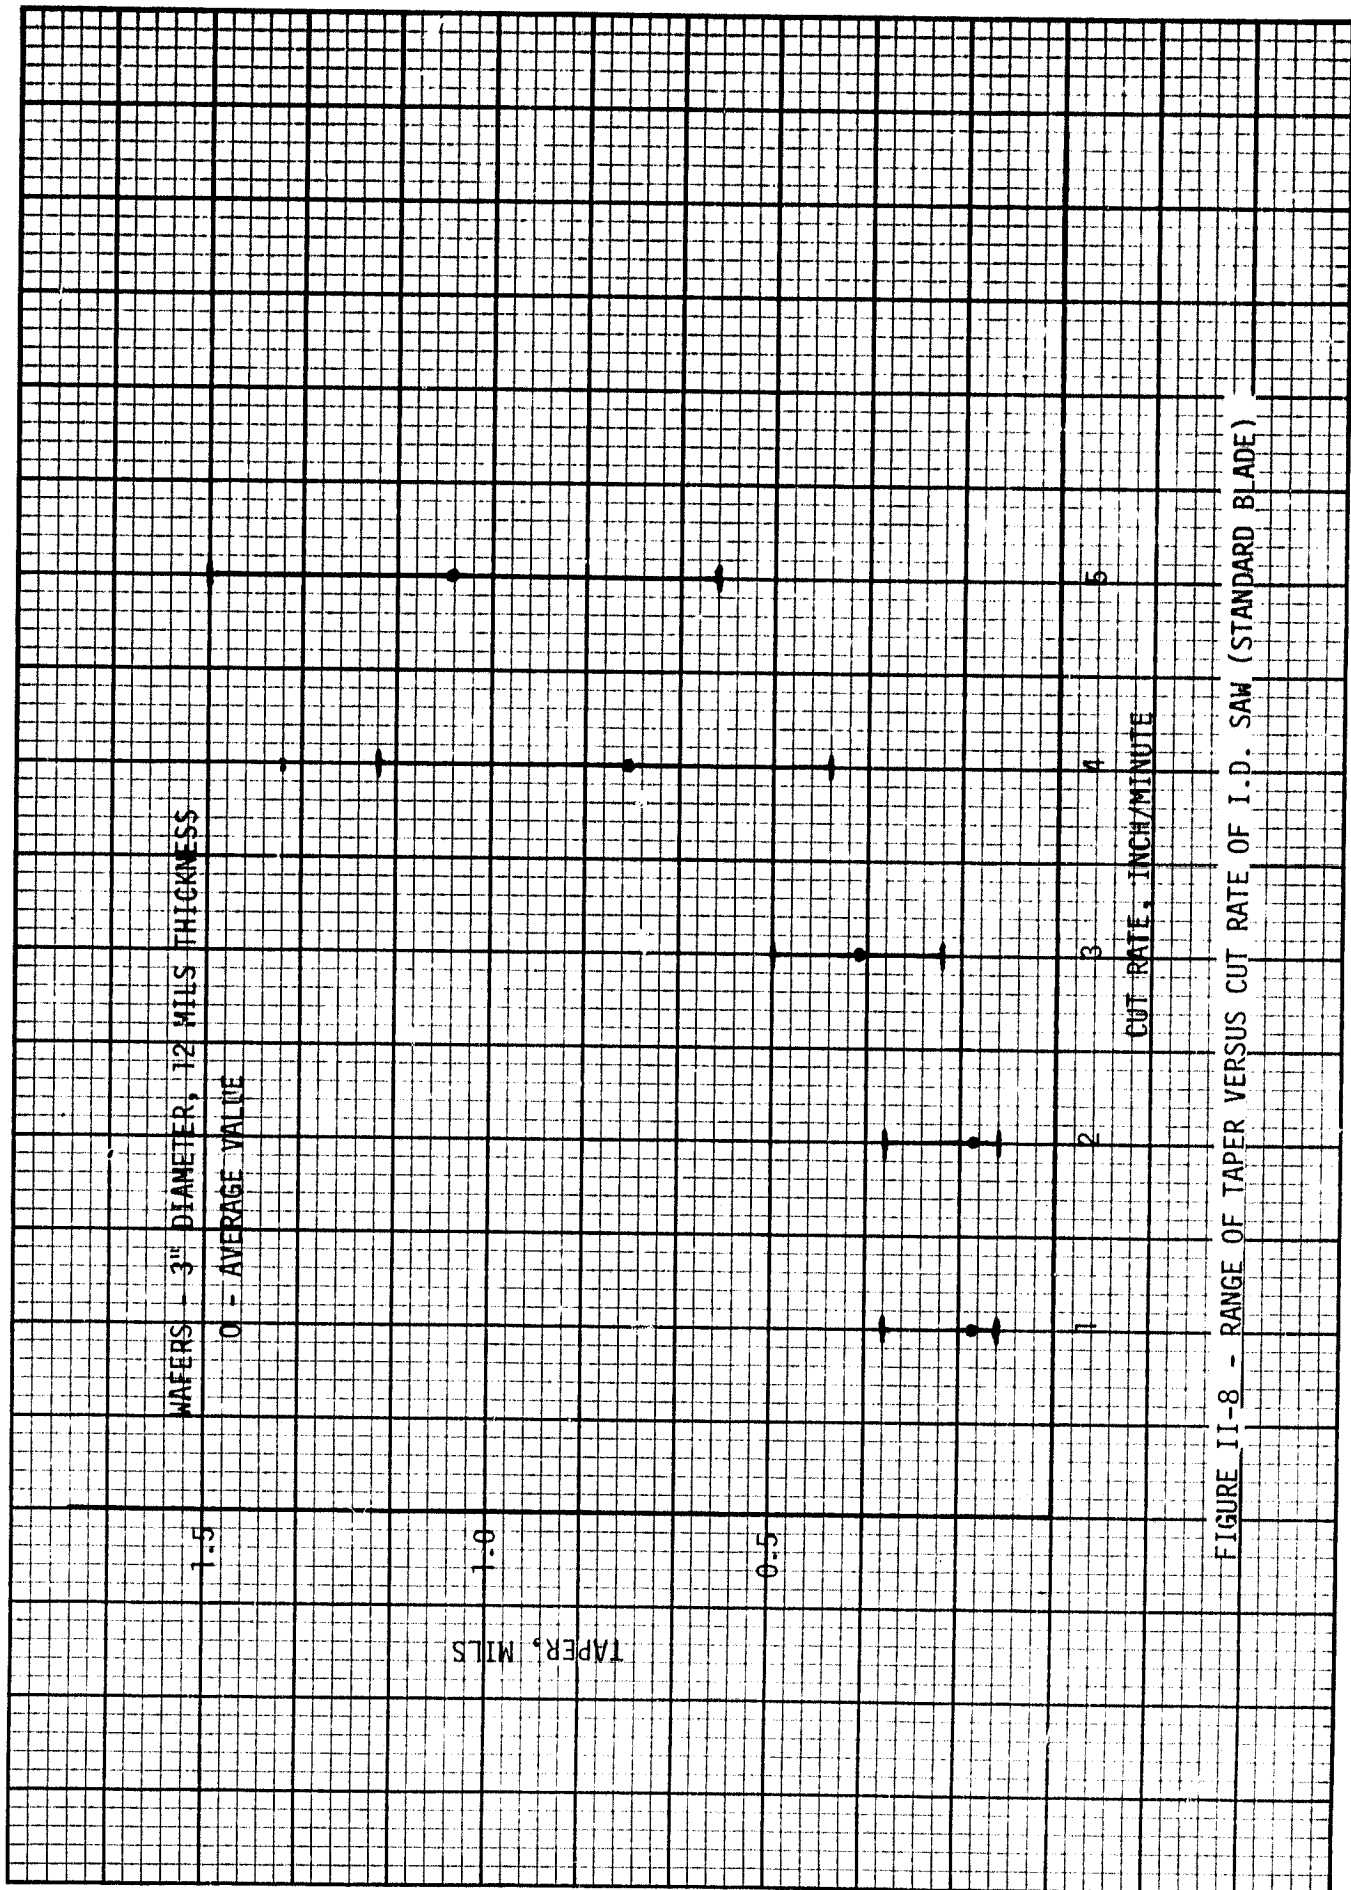 WAFERS - 3" DIAMETER, 12 MILS THICKNESS
O - AVERAGE VALUE
1.5
1.0
0.5
TAPER, MILS
1 2 3 4 5
CUT RATE, INCH/MINUTE
FIGURE II-8 - RANGE OF TAPER VERSUS CUT RATE OF I.D. SAW (STANDARD BLADE)